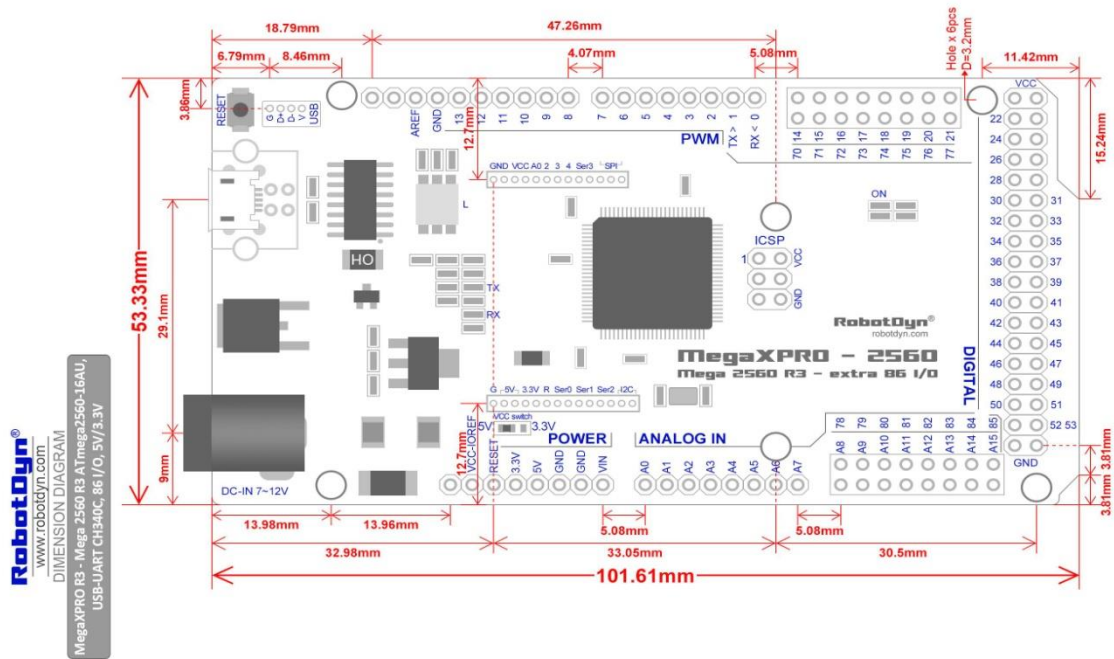 18.79mm
47.26mm
6.79mm
8.46mm
4.07mm
5.08mm
Hole x 6pcs
D=3.2mm
11.42mm
3.86mm
RESET
G
D+
D-
V
USB
AREF
GND
13
12
11
10
9
8
7
6
5
4
3
2
TX > 1
RX < 0
12.7mm
PWM
14 15 16 17 18 19 20 21
70 71 72 73 74 75 76 77
VCC
22
24
26
28
30 31
32 33
34 35
36 37
38 39
40 41
42 43
44 45
46 47
48 49
50 51
52 53
GND
15.24mm
GND VCC A0 2 3 4 Ser3 SPI
L
ON
ICSP
1
VCC
GND
HO
TX
RX
53.33mm
29.1mm
9mm
RobotDyn®
robotdyn.com
MegaXPRO - 2560
Mega 2560 R3 - extra 86 I/O
DIGITAL
G 5V 3.3V R Ser0 Ser1 Ser2 I2C
VCC switch
5V
3.3V
POWER
ANALOG IN
78 79 80 81 82 83 84 85
A8 A9 A10 A11 A12 A13 A14 A15
12.7mm
VCC-IOREF
RESET
3.3V
5V
GND
GND
VIN
A0
A1
A2
A3
A4
A5
A6
A7
3.81mm
3.81mm
DC-IN 7~12V
13.98mm
13.96mm
5.08mm
5.08mm
32.98mm
33.05mm
30.5mm
101.61mm
RobotDyn®
www.robotdyn.com
DIMENSION DIAGRAM
MegaXPRO R3 - Mega 2560 R3 ATmega2560-16AU,
USB-UART CH340C, 86 I/O, 5V/3.3V